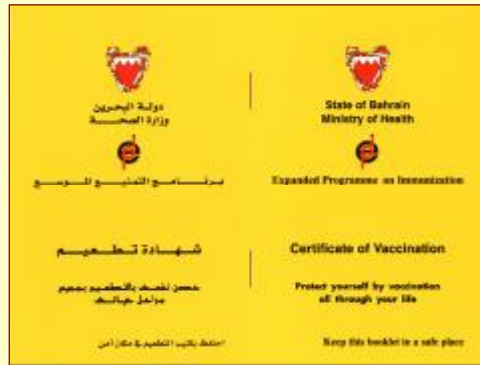 دولة البحرين
وزارة الصحة
برنامج التمنيع الموسع
شهادة تطعيم
حصن نفسك بالتطعيم بجميع
مراحل حياتك
احتفظ بكتيب التطعيم في مكان آمن
State of Bahrain
Ministry of Health
Expanded Programme on Immunization
Certificate of Vaccination
Protect yourself by vaccination
all through your life
Keep this booklet in a safe place